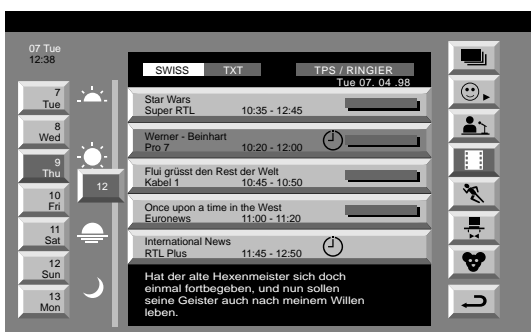 07 Tue
12:38
SWISS TXT TPS / RINGIER
Tue 07. 04 .98
7
Tue
8
Wed
9
Thu
10
Fri
11
Sat
12
Sun
13
Mon
12
Star Wars
Super RTL 10:35 - 12:45
Werner - Beinhart
Pro 7 10:20 - 12:00
Flui grüsst den Rest der Welt
Kabel 1 10:45 - 10:50
Once upon a time in the West
Euronews 11:00 - 11:20
International News
RTL Plus 11:45 - 12:50
Hat der alte Hexenmeister sich doch
einmal fortbegeben, und nun sollen
seine Geister auch nach meinem Willen
leben.